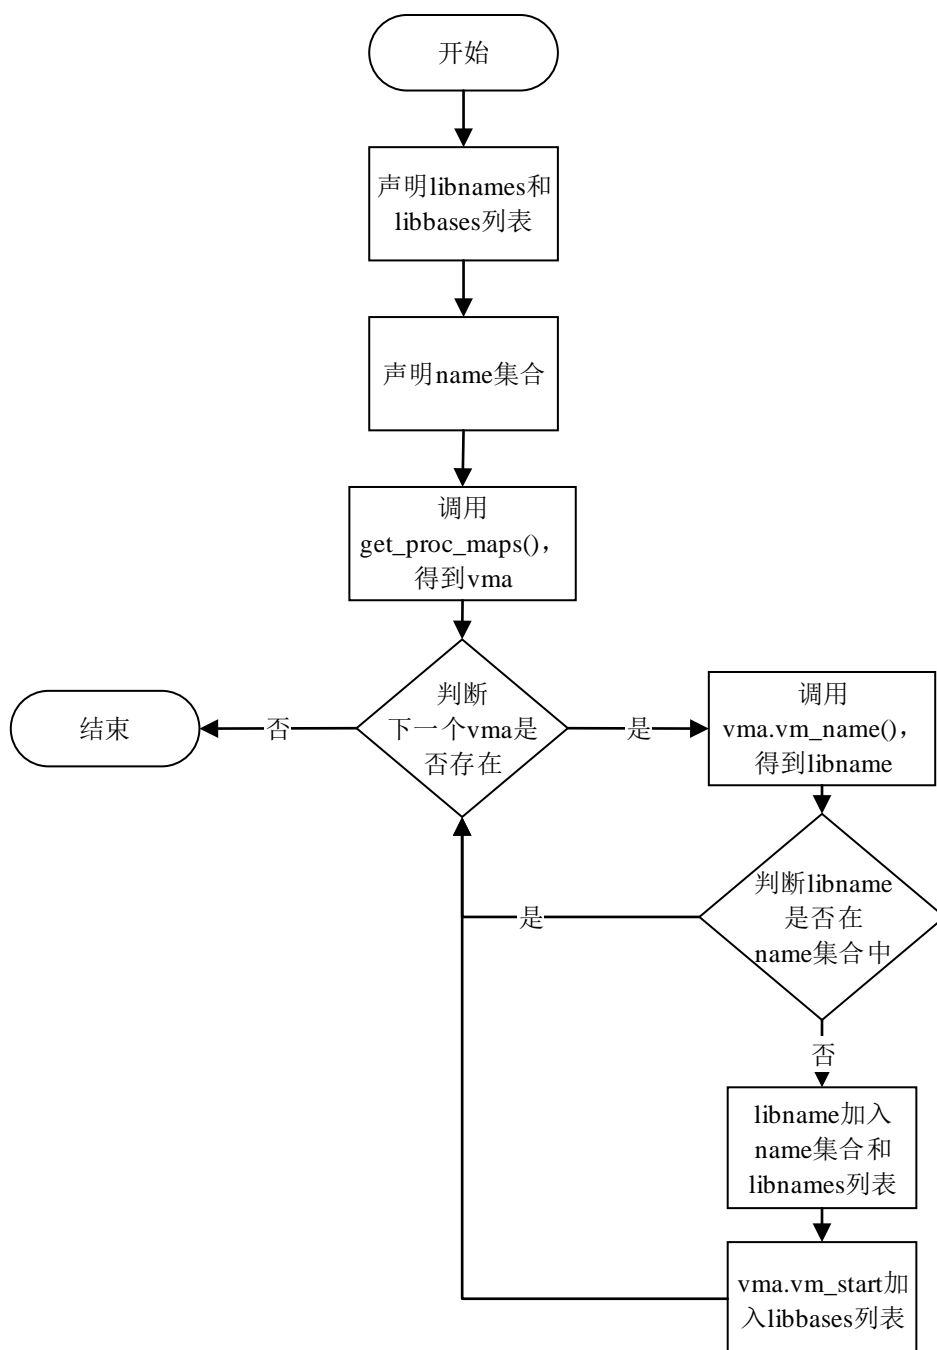 开始
声明libnames和
libbases列表
声明name集合
调用
get_proc_maps()，
得到vma
判断
下一个vma是
否存在
否
结束
是
调用
vma.vm_name()，
得到libname
判断libname
是否在
name集合中
是
否
libname加入
name集合和
libnames列表
vma.vm_start加
入libbases列表